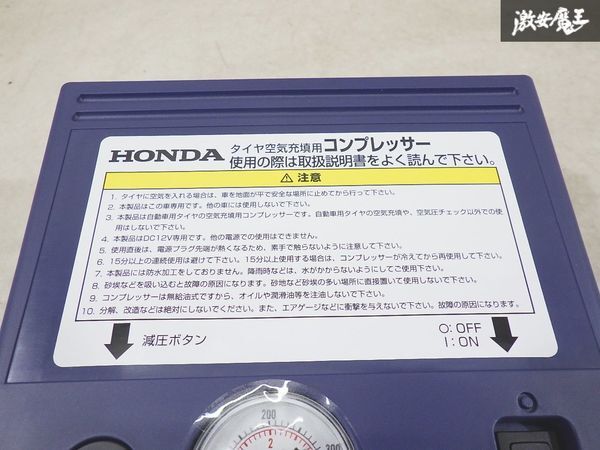 激安魔王
HONDA タイヤ空気充填用コンプレッサー
使用の際は取扱説明書をよく読んで下さい。
⚠ 注意
1. タイヤに空気を入れる場合は、車を地面が平で安全な場所に止めてから行って下さい。
2. 本製品はこの車専用です。他の車には使用しないで下さい。
3. 本製品は自動車用タイヤの空気充填用コンプレッサーです。自動車用タイヤの空気充填や、空気圧チェック以外での使
用はしないで下さい。
4. 本製品はDC12V専用です。他の電源での使用はできません。
5. 使用直後は、電源プラグ先端が熱くなるため、素手で触らないように注意して下さい。
6. 15分以上の連続使用は避けて下さい。15分以上使用する場合は、コンプレッサーが冷えてから再使用して下さい。
7. 本製品には防水加工をしておりません。降雨時などは、水がかからないようにしてご使用下さい。
8. 砂埃などを吸い込むと故障の原因になります。砂地など砂埃の多い場所に直接置いて使用しないで下さい。
9. コンプレッサーは無給油式ですから、オイルや潤滑油等を注油しないで下さい。
10. 分解、改造などは絶対にしないでください。また、エアゲージなどに衝撃を与えないで下さい。故障の原因になります。
減圧ボタン
O: OFF
I: ON
200
2
300